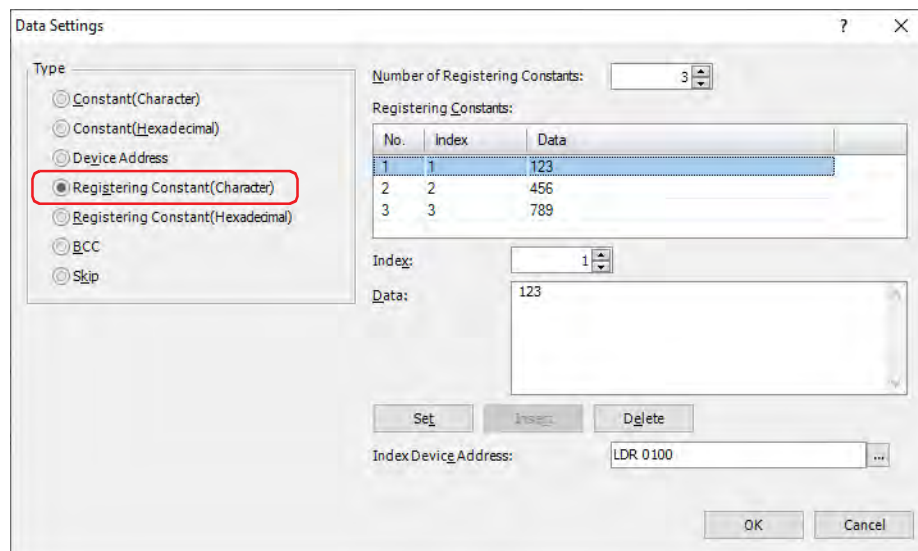 Data Settings ?
Type
Constant(Character)
Constant(Hexadecimal)
Device Address
Registering Constant(Character)
Registering Constant(Hexadecimal)
BCC
Skip
Number of Registering Constants: 3
Registering Constants:
No. Index Data
1 1 123
2 2 456
3 3 789
Index: 1
Data: 123
Set Insert Delete
Index Device Address: LDR 0100 ...
OK Cancel